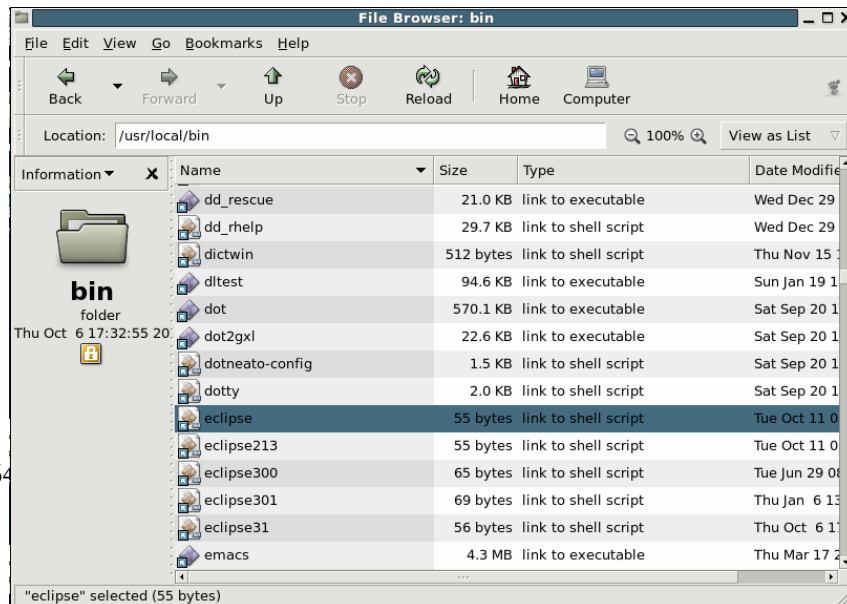 File Browser: bin
File Edit View Go Bookmarks Help
Back Forward Up Stop Reload Home Computer
Location: /usr/local/bin 100% View as List
Information Name Size Type Date Modifie
dd_rescue 21.0 KB link to executable Wed Dec 29
dd_rhelp 29.7 KB link to shell script Wed Dec 29
dictwin 512 bytes link to shell script Thu Nov 15
dltest 94.6 KB link to executable Sun Jan 19 1
bin
folder
Thu Oct 6 17:32:55 20
dot 570.1 KB link to executable Sat Sep 20 1
dot2gxl 22.6 KB link to executable Sat Sep 20 1
dotneato-config 1.5 KB link to shell script Sat Sep 20 1
dotty 2.0 KB link to shell script Sat Sep 20 1
eclipse 55 bytes link to shell script Tue Oct 11 0
eclipse213 55 bytes link to shell script Tue Oct 11 0
eclipse300 65 bytes link to shell script Tue Jun 29 08
eclipse301 69 bytes link to shell script Thu Jan 6 13
eclipse31 56 bytes link to shell script Thu Oct 6 1
emacs 4.3 MB link to executable Thu Mar 17 2
"eclipse" selected (55 bytes)